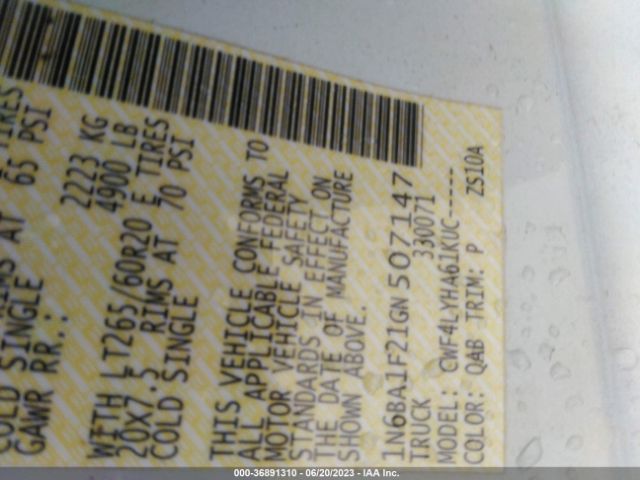 TIRES
RIMS AT 65 PSI
COLD SINGLE
GAWR RR.: 2223 KG
4900 LB
WFTH LT265/60R20 E TIRES
20X7.5 RIMS AT 70 PSI
COLD SINGLE
THIS VEHICLE CONFORMS TO
ALL APPLICABLE FEDERAL
MOTOR VEHICLE SAFETY
STANDARDS IN EFFECT ON
THE DATE OF MANUFACTURE
SHOWN ABOVE.
1N6BA1F21GN507147
TRUCK 330071
MODEL: CWF4LYHA61KUC-----
COLOR: QAB TRIM: P ZS10A
000-36891310 - 06/20/2023 - IAA Inc.